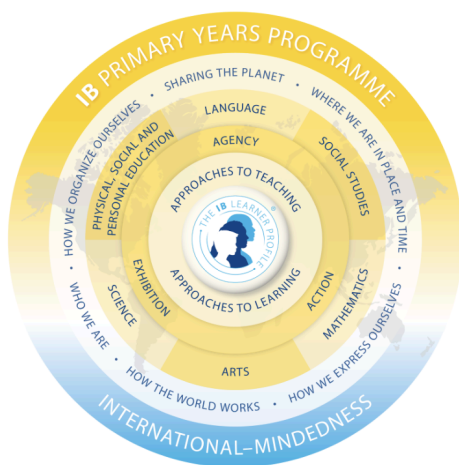 IB PRIMARY YEARS PROGRAMME
SHARING THE PLANET •
WHERE WE ARE IN PLACE AND TIME •
HOW WE EXPRESS OURSELVES •
HOW THE WORLD WORKS •
WHO WE ARE •
HOW WE ORGANIZE OURSELVES •
LANGUAGE
SOCIAL STUDIES
MATHEMATICS
ARTS
SCIENCE
PHYSICAL, SOCIAL AND
PERSONAL EDUCATION
AGENCY
ACTION
EXHIBITION
APPROACHES TO TEACHING
APPROACHES TO LEARNING
• THE IB LEARNER PROFILE •
®
INTERNATIONAL–MINDEDNESS